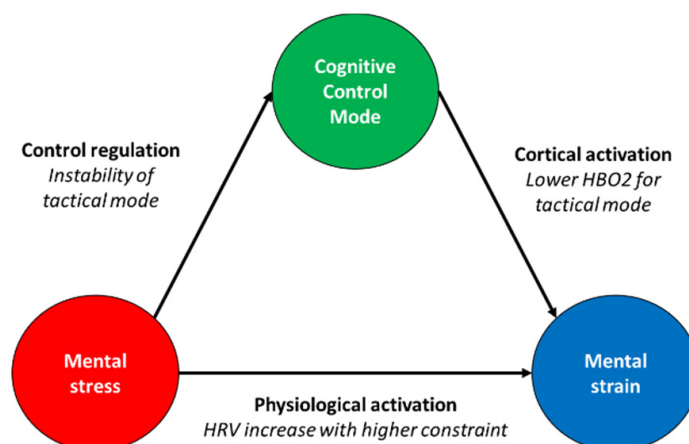 Cognitive
Control
Mode
Control regulation
Instability of
tactical mode
Cortical activation
Lower HBO2 for
tactical mode
Mental
stress
Mental
strain
Physiological activation
HRV increase with higher constraint